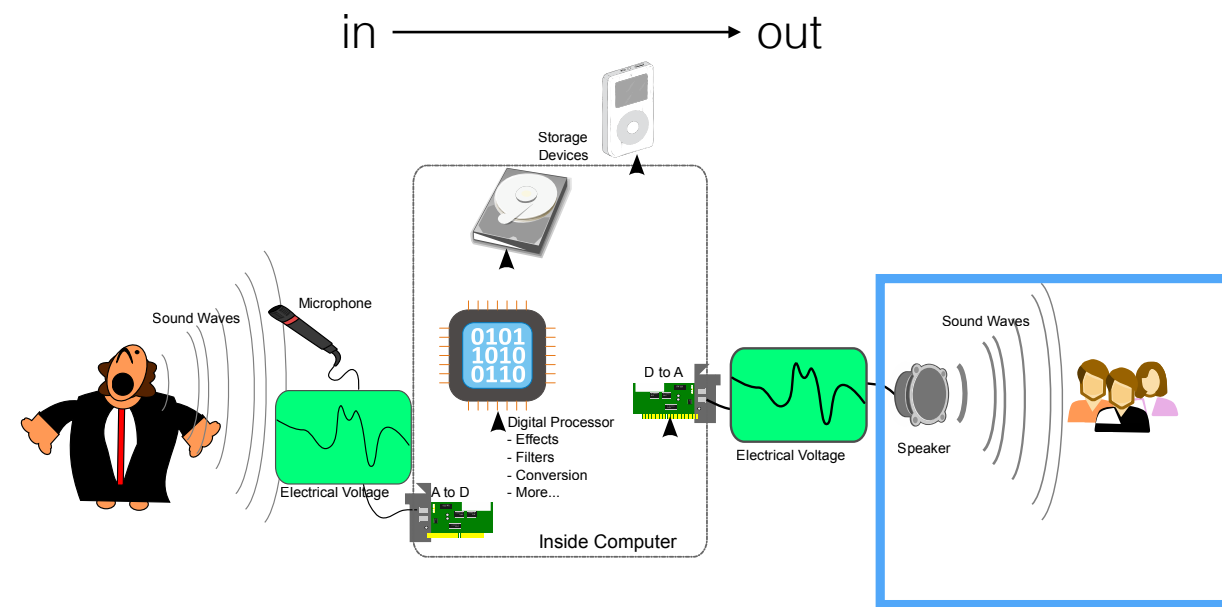 in
out
Storage
Devices
Microphone
Sound Waves
0101
1010
0110
Digital Processor
- Effects
- Filters
- Conversion
- More...
Electrical Voltage
A to D
Inside Computer
D to A
Electrical Voltage
Speaker
Sound Waves